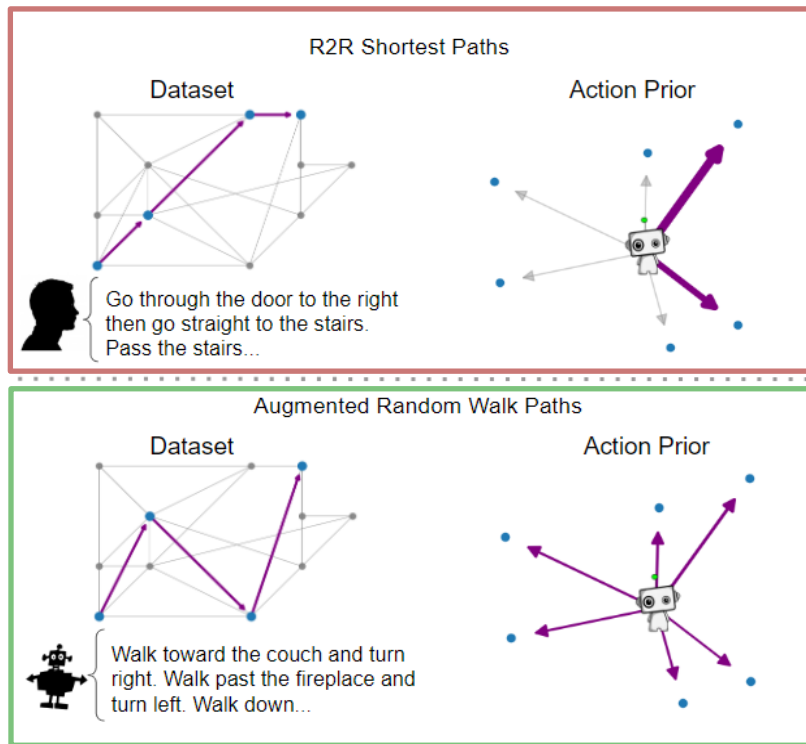 R2R Shortest Paths
Dataset
Action Prior
Go through the door to the right
then go straight to the stairs.
Pass the stairs...
Augmented Random Walk Paths
Dataset
Action Prior
Walk toward the couch and turn
right. Walk past the fireplace and
turn left. Walk down...